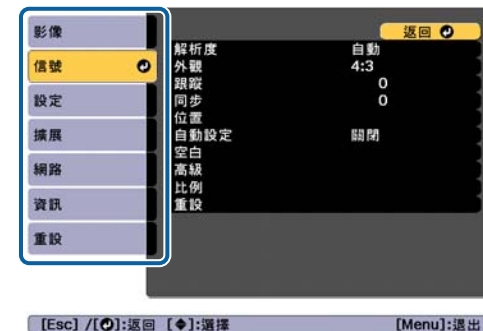 影像
信號
設定
擴展
網路
資訊
重設
返回
解析度 自動
外觀 4:3
跟蹤 0
同步 0
位置
自動設定 關閉
空白
高級
比例
重設
[Esc] /[ ]:返回 [ ]:選擇 [Menu]:退出